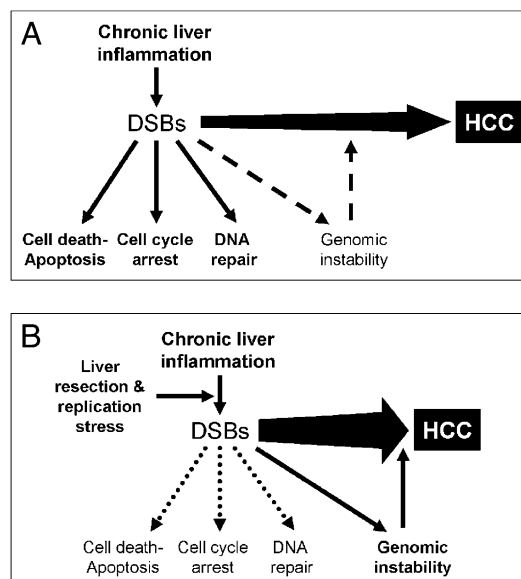 A
Chronic liver
inflammation
DSBs
HCC
Cell death-
Apoptosis
Cell cycle
arrest
DNA
repair
Genomic
instability
B
Chronic liver
inflammation
Liver
resection &
replication
stress
DSBs
HCC
Cell death-
Apoptosis
Cell cycle
arrest
DNA
repair
Genomic
instability